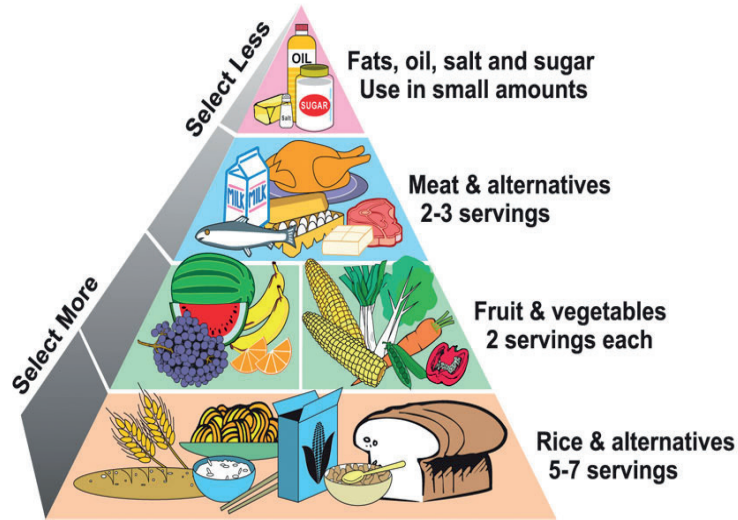 Select Less
OIL
SUGAR
Salt
Fats, oil, salt and sugar
Use in small amounts
MILK MILK
Meat & alternatives
2-3 servings
Select More
Fruit & vegetables
2 servings each
Rice & alternatives
5-7 servings